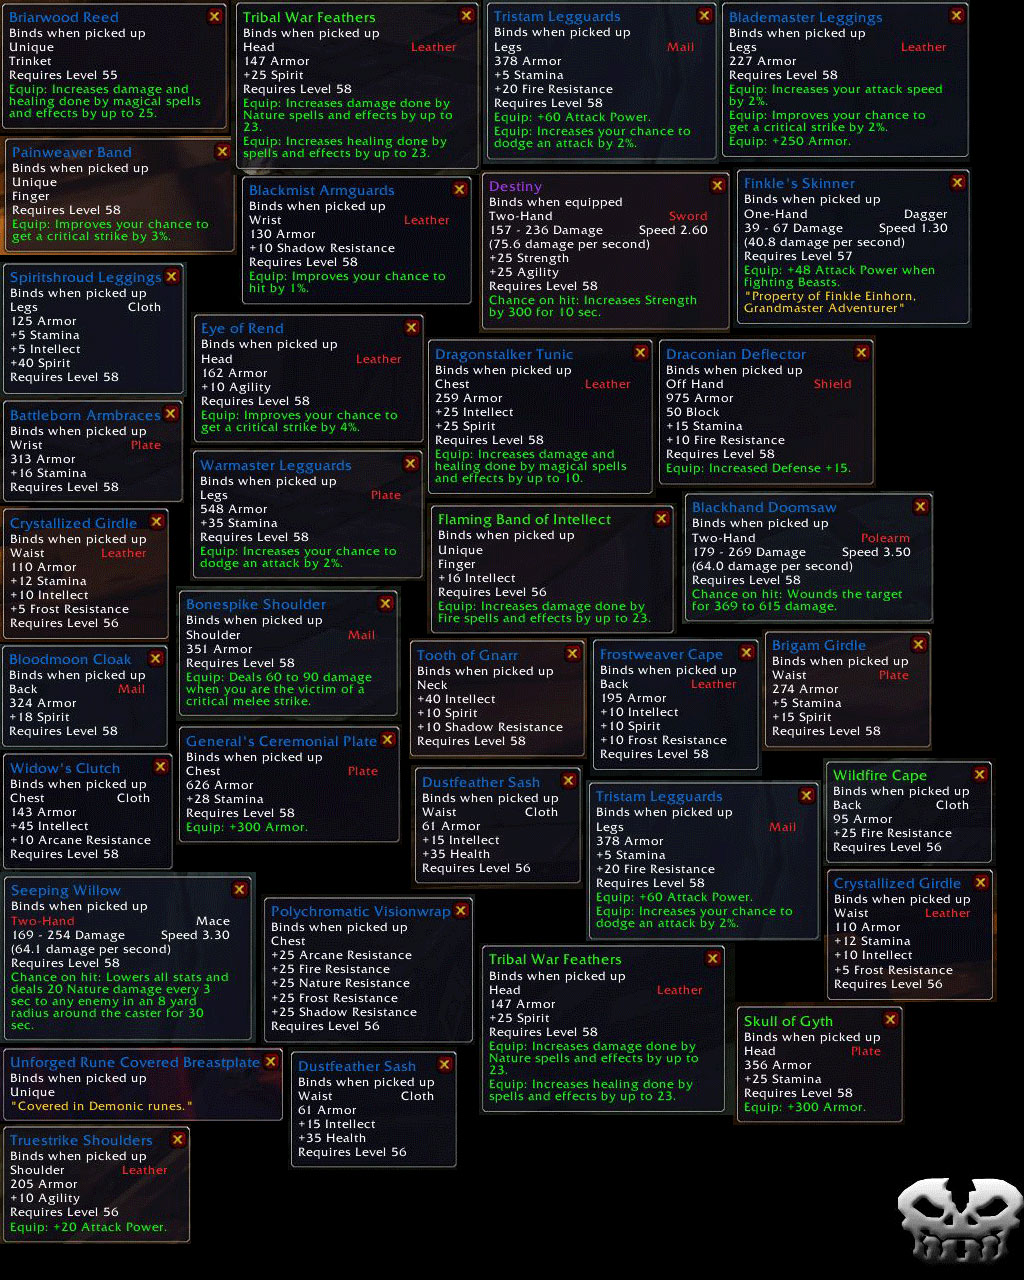 Briarwood Reed
Binds when picked up
Unique
Trinket
Requires Level 55
Equip: Increases damage and
healing done by magical spells
and effects by up to 25.
Tribal War Feathers
Binds when picked up
Head Leather
147 Armor
+25 Spirit
Requires Level 58
Equip: Increases damage done by
Nature spells and effects by up to
23.
Equip: Increases healing done by
spells and effects by up to 23.
Tristam Legguards
Binds when picked up
Legs Mail
378 Armor
+5 Stamina
+20 Fire Resistance
Requires Level 58
Equip: +60 Attack Power.
Equip: Increases your chance to
dodge an attack by 2%.
Blademaster Leggings
Binds when picked up
Legs Leather
227 Armor
Requires Level 58
Equip: Increases your attack speed
by 2%.
Equip: Improves your chance to
get a critical strike by 2%.
Equip: +250 Armor.
Painweaver Band
Binds when picked up
Unique
Finger
Requires Level 58
Equip: Improves your chance to
get a critical strike by 3%.
Blackmist Armguards
Binds when picked up
Wrist Leather
130 Armor
+10 Shadow Resistance
Requires Level 58
Equip: Improves your chance to
hit by 1%.
Destiny
Binds when equipped
Two-Hand Sword
157 - 236 Damage Speed 2.60
(75.6 damage per second)
+25 Strength
+25 Agility
Requires Level 58
Chance on hit: Increases Strength
by 300 for 10 sec.
Finkle's Skinner
Binds when picked up
One-Hand Dagger
39 - 67 Damage Speed 1.30
(40.8 damage per second)
Requires Level 57
Equip: +48 Attack Power when
fighting Beasts.
"Property of Finkle Einhorn,
Grandmaster Adventurer"
Spiritshroud Leggings
Binds when picked up
Legs Cloth
125 Armor
+5 Stamina
+5 Intellect
+40 Spirit
Requires Level 58
Eye of Rend
Binds when picked up
Head Leather
162 Armor
+10 Agility
Requires Level 58
Equip: Improves your chance to
get a critical strike by 4%.
Dragonstalker Tunic
Binds when picked up
Chest Leather
259 Armor
+25 Intellect
+25 Spirit
Requires Level 58
Equip: Increases damage and
healing done by magical spells
and effects by up to 10.
Draconian Deflector
Binds when picked up
Off Hand Shield
975 Armor
50 Block
+15 Stamina
+10 Fire Resistance
Requires Level 58
Equip: Increased Defense +15.
Battleborn Armbraces
Binds when picked up
Wrist Plate
313 Armor
+16 Stamina
Requires Level 58
Warmaster Legguards
Binds when picked up
Legs Plate
548 Armor
+35 Stamina
Requires Level 58
Equip: Increases your chance to
dodge an attack by 2%.
Crystallized Girdle
Binds when picked up
Waist Leather
110 Armor
+12 Stamina
+10 Intellect
+5 Frost Resistance
Requires Level 56
Flaming Band of Intellect
Binds when picked up
Unique
Finger
+16 Intellect
Requires Level 56
Equip: Increases damage done by
Fire spells and effects by up to 23.
Blackhand Doomsaw
Binds when picked up
Two-Hand Polearm
179 - 269 Damage Speed 3.50
(64.0 damage per second)
Requires Level 58
Chance on hit: Wounds the target
for 369 to 615 damage.
Bonespike Shoulder
Binds when picked up
Shoulder Mail
351 Armor
Requires Level 58
Equip: Deals 60 to 90 damage
when you are the victim of a
critical melee strike.
Bloodmoon Cloak
Binds when picked up
Back Mail
324 Armor
+18 Spirit
Requires Level 58
Tooth of Gnarr
Binds when picked up
Neck
+40 Intellect
+10 Spirit
+10 Shadow Resistance
Requires Level 58
Frostweaver Cape
Binds when picked up
Back Leather
195 Armor
+10 Intellect
+10 Spirit
+10 Frost Resistance
Requires Level 58
Brigam Girdle
Binds when picked up
Waist Plate
274 Armor
+5 Stamina
+15 Spirit
Requires Level 58
General's Ceremonial Plate
Binds when picked up
Chest Plate
626 Armor
+28 Stamina
Requires Level 58
Equip: +300 Armor.
Widow's Clutch
Binds when picked up
Chest Cloth
143 Armor
+45 Intellect
+10 Arcane Resistance
Requires Level 58
Dustfeather Sash
Binds when picked up
Waist Cloth
61 Armor
+15 Intellect
+35 Health
Requires Level 56
Tristam Legguards
Binds when picked up
Legs Mail
378 Armor
+5 Stamina
+20 Fire Resistance
Requires Level 58
Equip: +60 Attack Power.
Equip: Increases your chance to
dodge an attack by 2%.
Wildfire Cape
Binds when picked up
Back Cloth
95 Armor
+25 Fire Resistance
Requires Level 56
Seeping Willow
Binds when picked up
Two-Hand Mace
169 - 254 Damage Speed 3.30
(64.1 damage per second)
Requires Level 58
Chance on hit: Lowers all stats and
deals 20 Nature damage every 3
sec to any enemy in an 8 yard
radius around the caster for 30
sec.
Polychromatic Visionwrap
Binds when picked up
Chest
+25 Arcane Resistance
+25 Fire Resistance
+25 Nature Resistance
+25 Frost Resistance
+25 Shadow Resistance
Requires Level 56
Crystallized Girdle
Binds when picked up
Waist Leather
110 Armor
+12 Stamina
+10 Intellect
+5 Frost Resistance
Requires Level 56
Tribal War Feathers
Binds when picked up
Head Leather
147 Armor
+25 Spirit
Requires Level 58
Equip: Increases damage done by
Nature spells and effects by up to
23.
Equip: Increases healing done by
spells and effects by up to 23.
Skull of Gyth
Binds when picked up
Head Plate
356 Armor
+25 Stamina
Requires Level 58
Equip: +300 Armor.
Unforged Rune Covered Breastplate
Binds when picked up
Unique
"Covered in Demonic runes."
Dustfeather Sash
Binds when picked up
Waist Cloth
61 Armor
+15 Intellect
+35 Health
Requires Level 56
Truestrike Shoulders
Binds when picked up
Shoulder Leather
205 Armor
+10 Agility
Requires Level 56
Equip: +20 Attack Power.